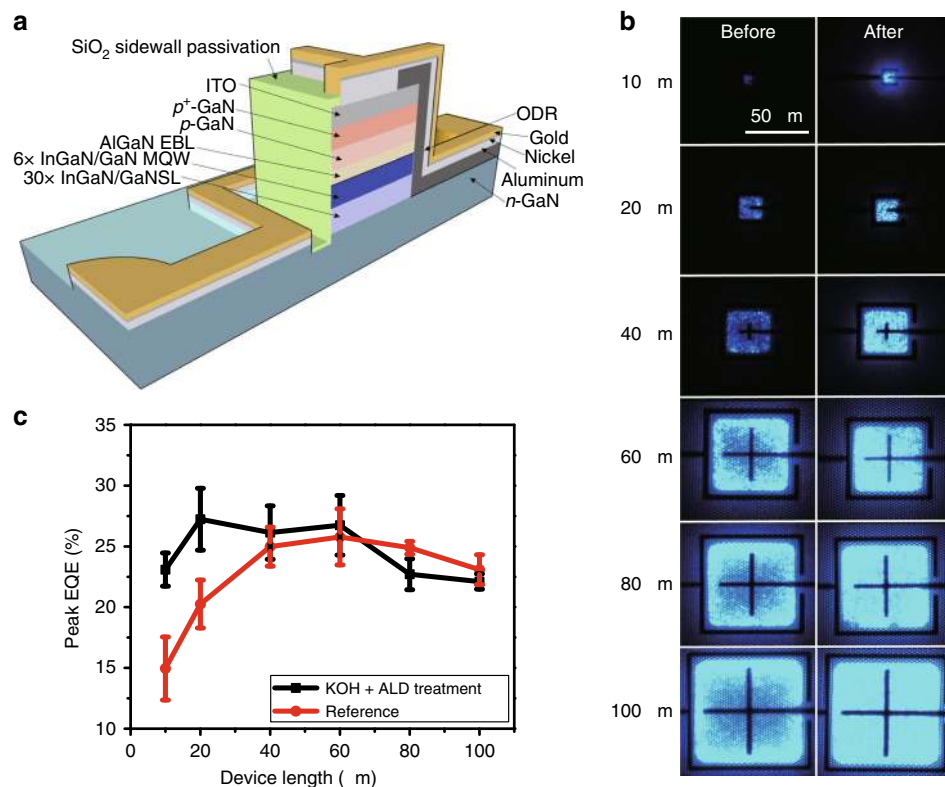 a
SiO2 sidewall passivation
ITO
p+-GaN
p-GaN
AlGaN EBL
6× InGaN/GaN MQW
30× InGaN/GaNSL
ODR
Gold
Nickel
Aluminum
n-GaN
b
Before
After
10 m
50 m
20 m
40 m
60 m
80 m
100 m
c
Peak EQE (%)
35
30
25
20
15
10
KOH + ALD treatment
Reference
0 20 40 60 80 100
Device length ( m)